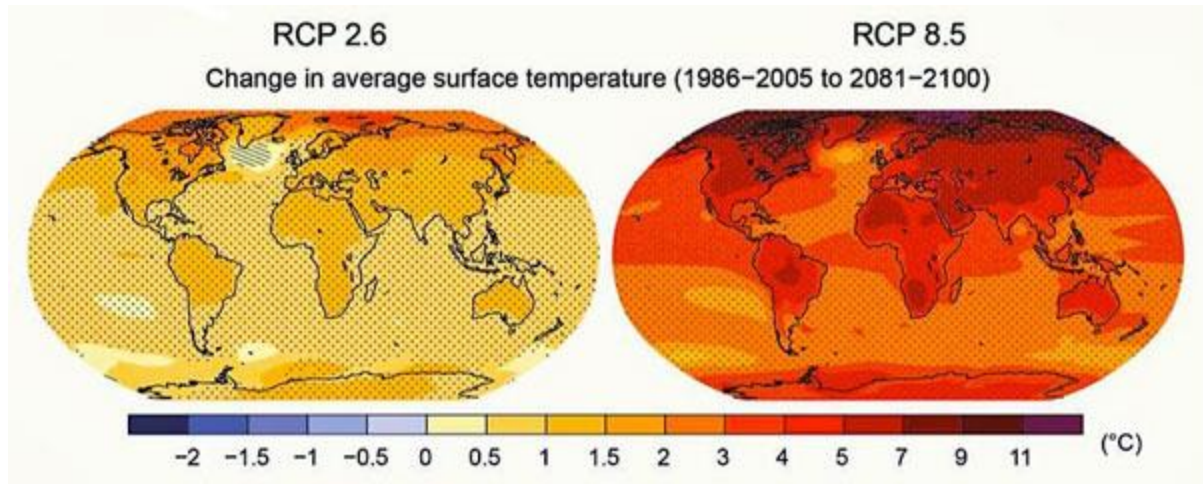 RCP 2.6 RCP 8.5
Change in average surface temperature (1986−2005 to 2081−2100)
−2 −1.5 −1 −0.5 0 0.5 1 1.5 2 3 4 5 7 9 11 (°C)